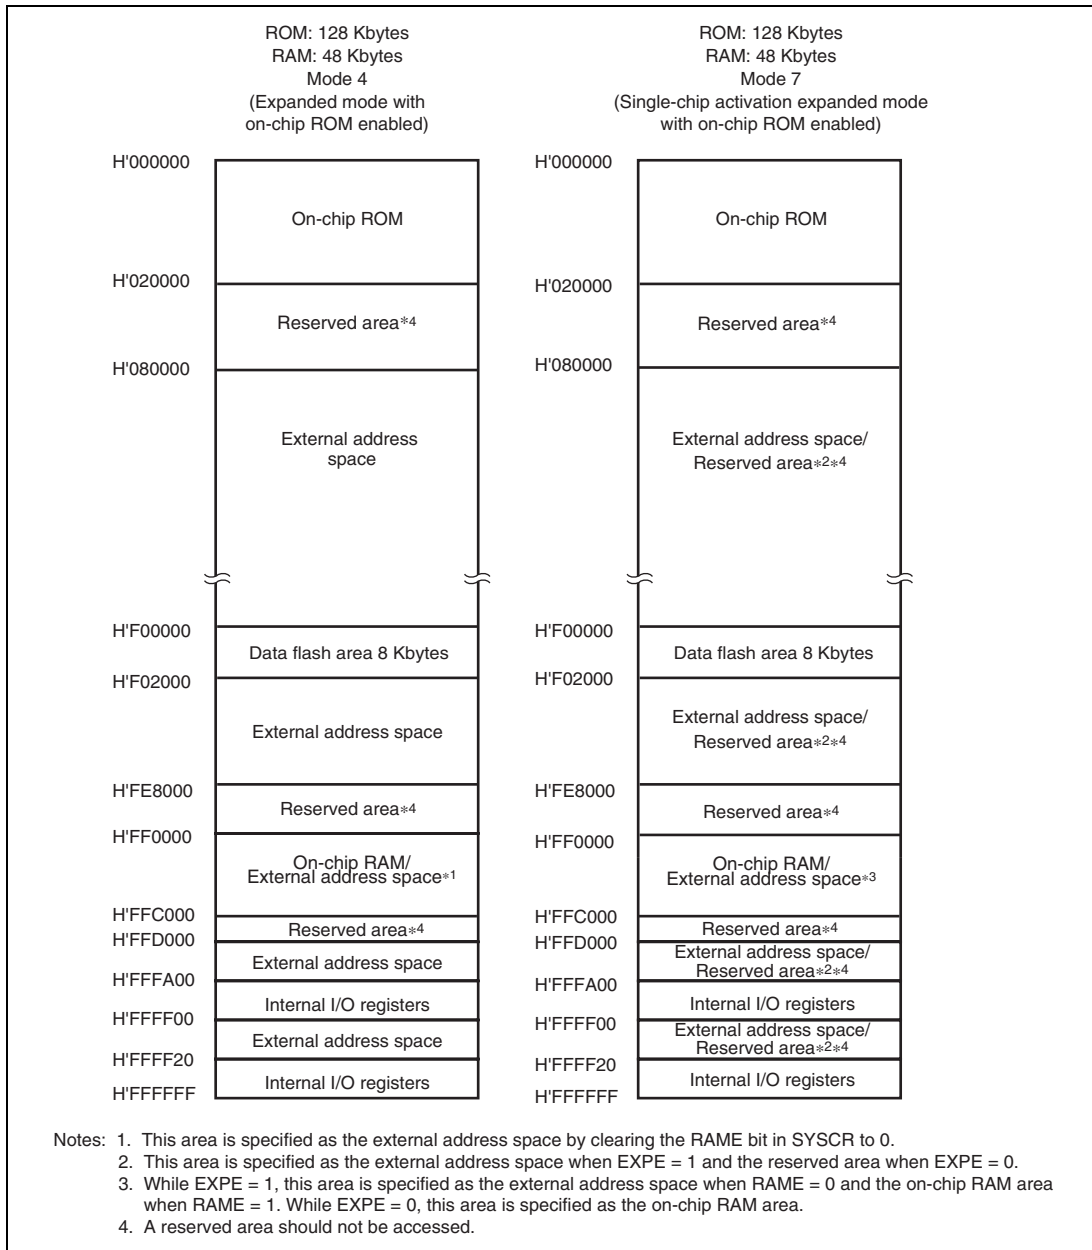 ROM: 128 Kbytes
RAM: 48 Kbytes
Mode 4
(Expanded mode with
on-chip ROM enabled)
H'000000
On-chip ROM
H'020000
Reserved area*4
H'080000
External address
space
H'F00000
Data flash area 8 Kbytes
H'F02000
External address space
H'FE8000
Reserved area*4
H'FF0000
On-chip RAM/
External address space*1
H'FFC000
Reserved area*4
H'FFD000
External address space
H'FFFA00
Internal I/O registers
H'FFFF00
External address space
H'FFFF20
Internal I/O registers
H'FFFFFF
ROM: 128 Kbytes
RAM: 48 Kbytes
Mode 7
(Single-chip activation expanded mode
with on-chip ROM enabled)
H'000000
On-chip ROM
H'020000
Reserved area*4
H'080000
External address space/
Reserved area*2*4
H'F00000
Data flash area 8 Kbytes
H'F02000
External address space/
Reserved area*2*4
H'FE8000
Reserved area*4
H'FF0000
On-chip RAM/
External address space*3
H'FFC000
Reserved area*4
H'FFD000
External address space/
Reserved area*2*4
H'FFFA00
Internal I/O registers
H'FFFF00
External address space/
Reserved area*2*4
H'FFFF20
Internal I/O registers
H'FFFFFF
Notes: 1. This area is specified as the external address space by clearing the RAME bit in SYSCR to 0.
2. This area is specified as the external address space when EXPE = 1 and the reserved area when EXPE = 0.
3. While EXPE = 1, this area is specified as the external address space when RAME = 0 and the on-chip RAM area
when RAME = 1. While EXPE = 0, this area is specified as the on-chip RAM area.
4. A reserved area should not be accessed.